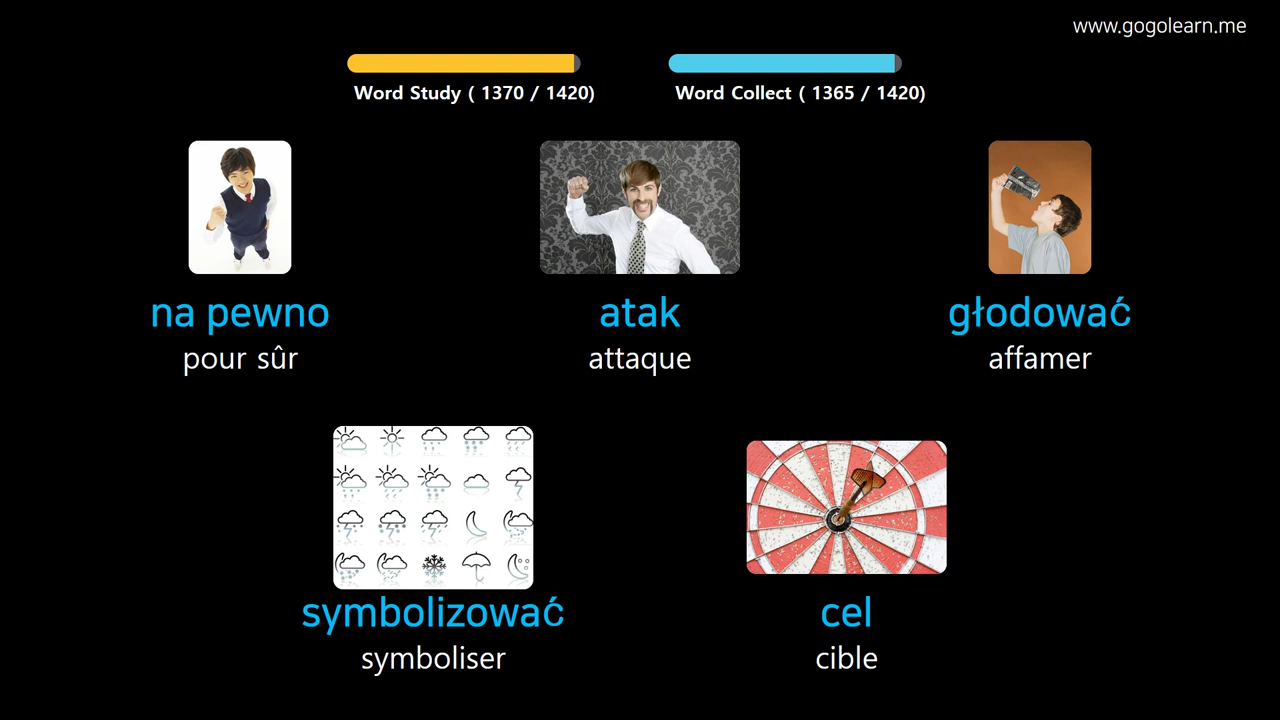 www.gogolearn.me
Word Study ( 1370 / 1420)
Word Collect ( 1365 / 1420)
na pewno
pour sûr
atak
attaque
głodować
affamer
symbolizować
symboliser
cel
cible